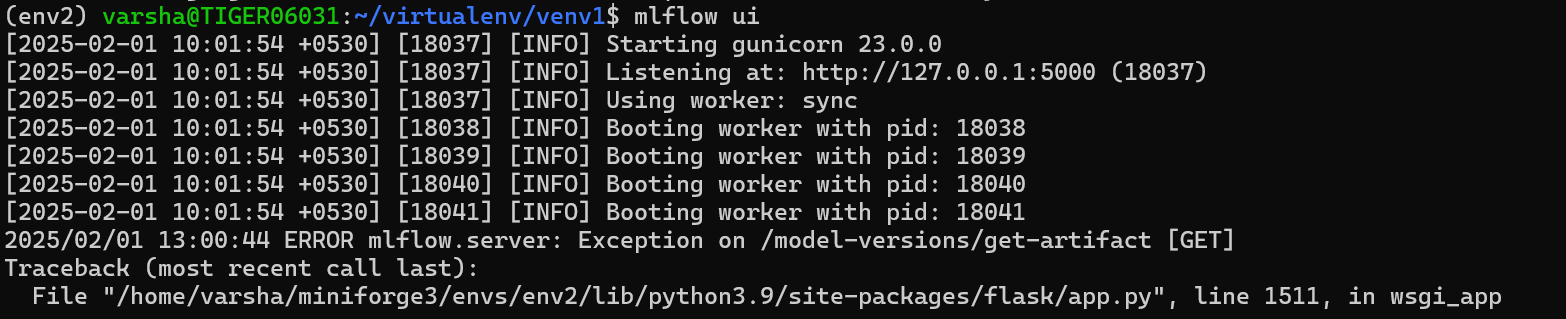 (env2) varsha@TIGER06031:~/virtualenv/venv1$ mlflow ui
[2025-02-01 10:01:54 +0530] [18037] [INFO] Starting gunicorn 23.0.0
[2025-02-01 10:01:54 +0530] [18037] [INFO] Listening at: http://127.0.0.1:5000 (18037)
[2025-02-01 10:01:54 +0530] [18037] [INFO] Using worker: sync
[2025-02-01 10:01:54 +0530] [18038] [INFO] Booting worker with pid: 18038
[2025-02-01 10:01:54 +0530] [18039] [INFO] Booting worker with pid: 18039
[2025-02-01 10:01:54 +0530] [18040] [INFO] Booting worker with pid: 18040
[2025-02-01 10:01:54 +0530] [18041] [INFO] Booting worker with pid: 18041
2025/02/01 13:00:44 ERROR mlflow.server: Exception on /model-versions/get-artifact [GET]
Traceback (most recent call last):
  File "/home/varsha/miniforge3/envs/env2/lib/python3.9/site-packages/flask/app.py", line 1511, in wsgi_app